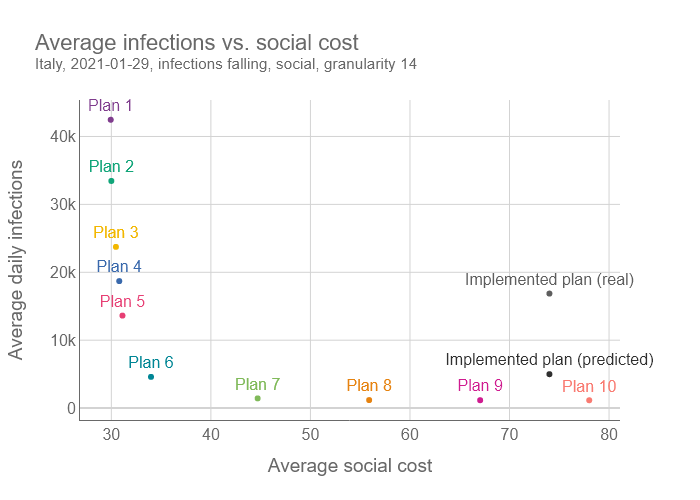 Average infections vs. social cost
Italy, 2021-01-29, infections falling, social, granularity 14
Plan 1
40k
Plan 2
30k
Plan 3
Plan 4
20k
Implemented plan (real)
Plan 5
10k
Plan 6
Implemented plan (predicted)
Plan 7
Plan 8
Plan 9
Plan 10
0
30
40
50
60
70
80
Average social cost
Average daily infections